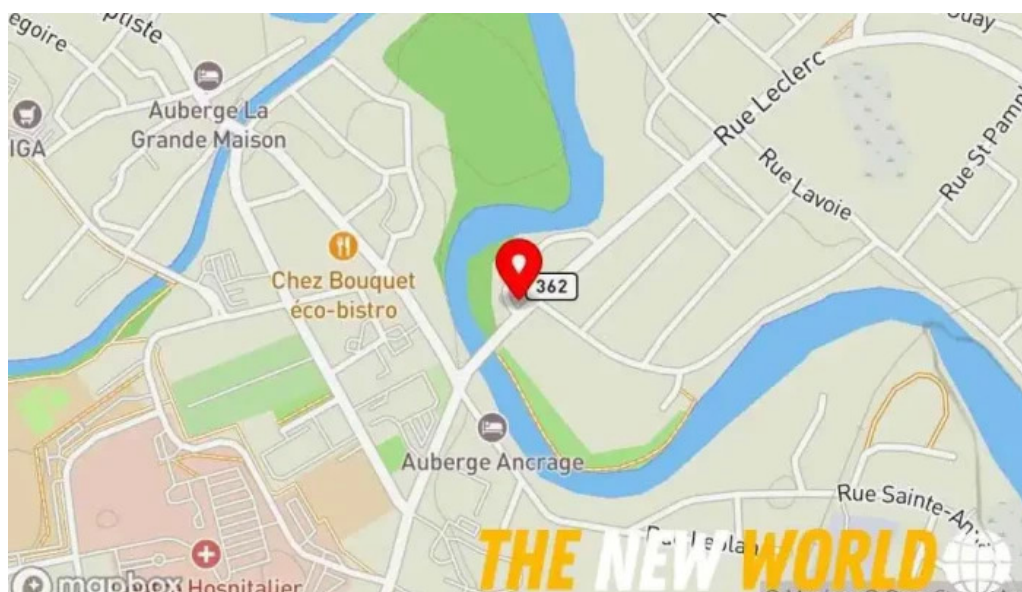 egoire
ptiste
Ouay
Auberge La
Grande Maison
IGA
Rue Leclerc
Rue St-Pamp
Rue Lavoie
Chez Bouquet
éco-bistro
362
Auberge Ancrage
Rue Sainte-An
THE NEW WORLD
mapbox
Hospitalier